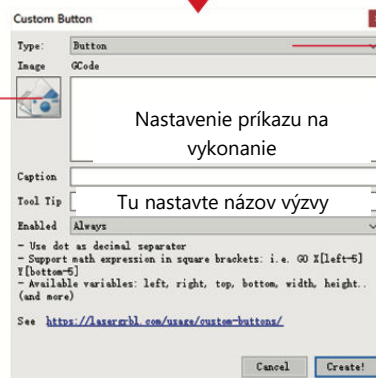 Custom Button
Type: Button
Image GCode
Nastavenie príkazu na
vykonanie
Caption
Tool Tip Tu nastavte názov výzvy
Enabled Always
- Use dot as decimal separator
- Support math expression in square brackets: i.e. G0 X[left-5]
Y[bottom-5]
- Available variables: left, right, top, bottom, width, height..
(and more)
See https://lasergrbl.com/usage/custom-buttons/
Cancel Create!